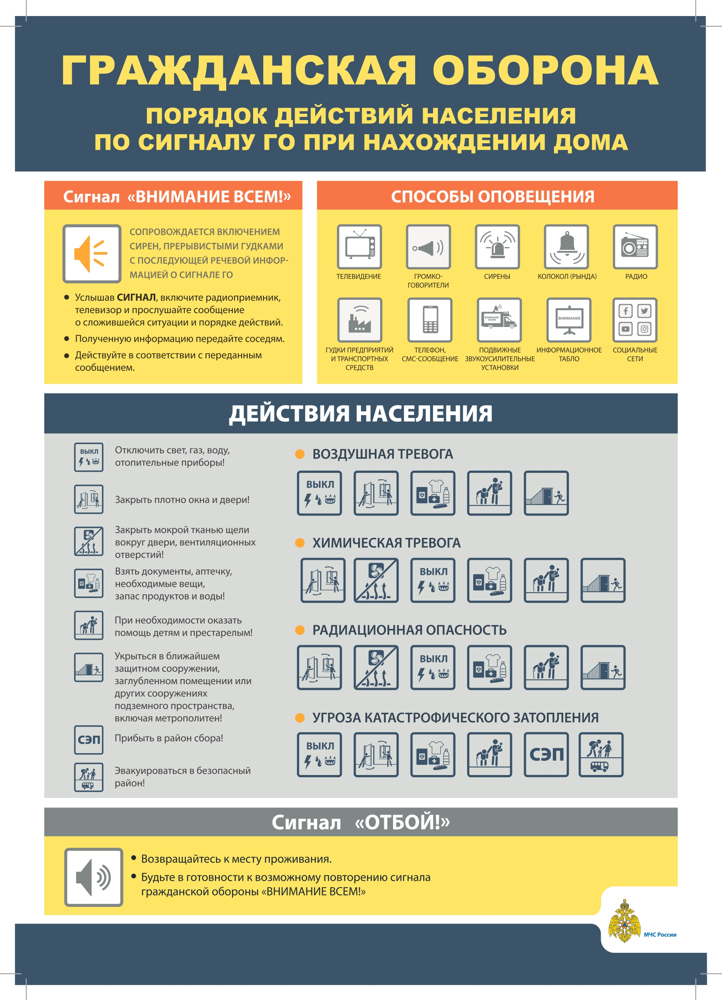 ГРАЖДАНСКАЯ ОБОРОНА
ПОРЯДОК ДЕЙСТВИЙ НАСЕЛЕНИЯ
ПО СИГНАЛУ ГО ПРИ НАХОЖДЕНИИ ДОМА
Сигнал «ВНИМАНИЕ ВСЕМ!»
СОПРОВОЖДАЕТСЯ ВКЛЮЧЕНИЕМ
СИРЕН, ПРЕРЫВИСТЫМИ ГУДКАМИ
С ПОСЛЕДУЮЩЕЙ РЕЧЕВОЙ ИНФОР-
МАЦИЕЙ О СИГНАЛЕ ГО
• Услышав СИГНАЛ, включите радиоприемник,
телевизор и прослушайте сообщение
о сложившейся ситуации и порядке действий.
• Полученную информацию передайте соседям.
• Действуйте в соответствии с переданным
сообщением.
СПОСОБЫ ОПОВЕЩЕНИЯ
ТЕЛЕВИДЕНИЕ
ГРОМКО-
ГОВОРИТЕЛИ
СИРЕНЫ
КОЛОКОЛ (РЫНДА)
РАДИО
ГУДКИ ПРЕДПРИЯТИЙ
И ТРАНСПОРТНЫХ
СРЕДСТВ
ТЕЛЕФОН,
СМС-СООБЩЕНИЕ
ВНИМАНИЕ
ВСЕМ!
ПОДВИЖНЫЕ
ЗВУКОУСИЛИТЕЛЬНЫЕ
УСТАНОВКИ
ВНИМАНИЕ
ИНФОРМАЦИОННОЕ
ТАБЛО
СОЦИАЛЬНЫЕ
СЕТИ
ДЕЙСТВИЯ НАСЕЛЕНИЯ
ВЫКЛ
Отключить свет, газ, воду,
отопительные приборы!
Закрыть плотно окна и двери!
Закрыть мокрой тканью щели
вокруг двери, вентиляционных
отверстий!
Взять документы, аптечку,
необходимые вещи,
запас продуктов и воды!
При необходимости оказать
помощь детям и престарелым!
Укрыться в ближайшем
защитном сооружении,
заглубленном помещении или
других сооружениях
подземного пространства,
включая метрополитен!
СЭП
Прибыть в район сбора!
Эвакуироваться в безопасный
район!
ВОЗДУШНАЯ ТРЕВОГА
ВЫКЛ
ХИМИЧЕСКАЯ ТРЕВОГА
ВЫКЛ
РАДИАЦИОННАЯ ОПАСНОСТЬ
ВЫКЛ
УГРОЗА КАТАСТРОФИЧЕСКОГО ЗАТОПЛЕНИЯ
ВЫКЛ
СЭП
Сигнал «ОТБОЙ!»
• Возвращайтесь к месту проживания.
• Будьте в готовности к возможному повторению сигнала
гражданской обороны «ВНИМАНИЕ ВСЕМ!»
МЧС России